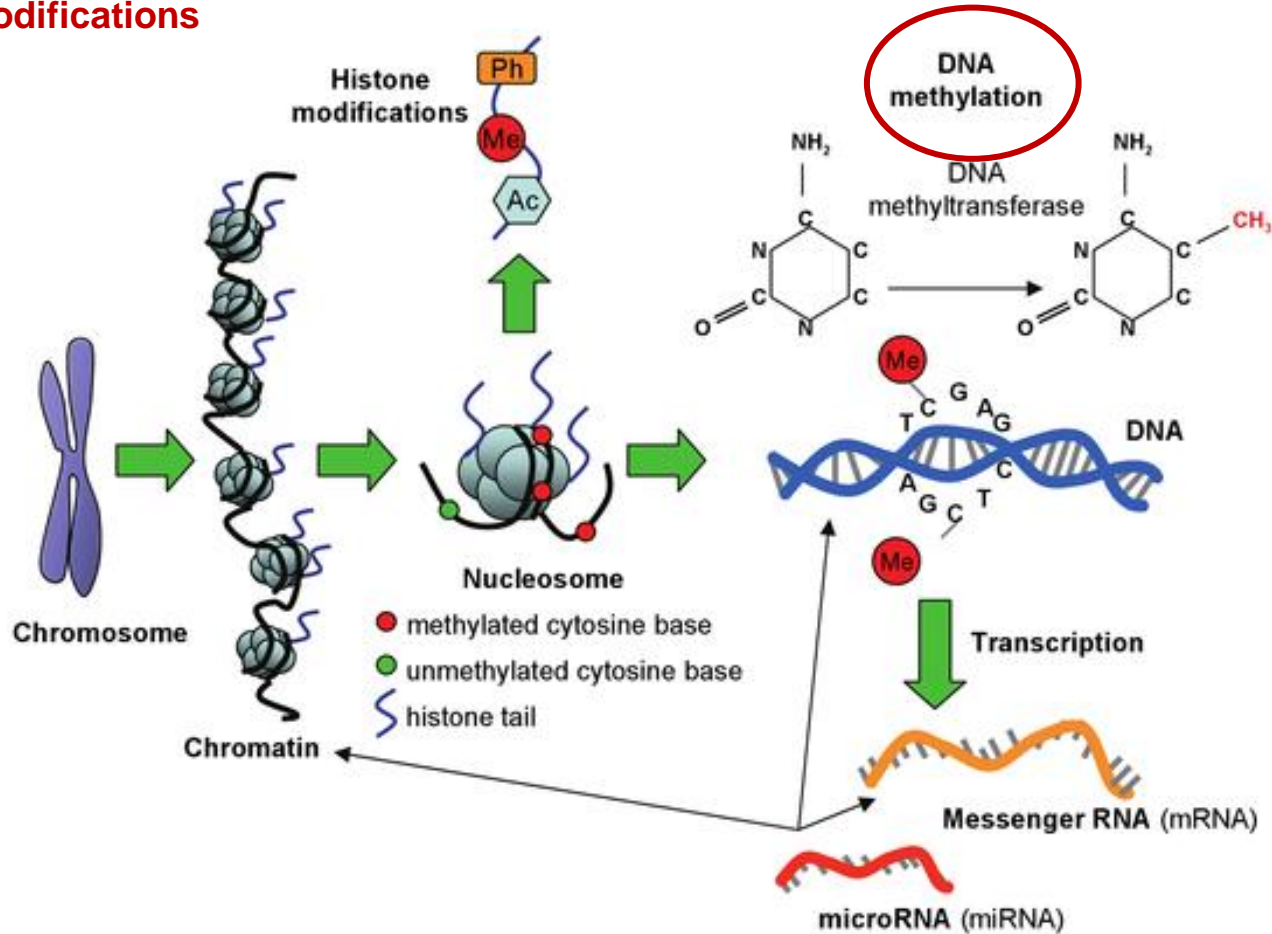 odifications
Histone
modifications
Ph
Me
Ac
DNA
methylation
DNA
methyltransferase
NH₂
C
N
C
C
C
O
N
NH₂
C
CH₃
N
C
C
C
O
N
Me
T C G A G
DNA
A G C T C
Me
Nucleosome
methylated cytosine base
unmethylated cytosine base
histone tail
Chromosome
Chromatin
Transcription
Messenger RNA (mRNA)
microRNA (miRNA)